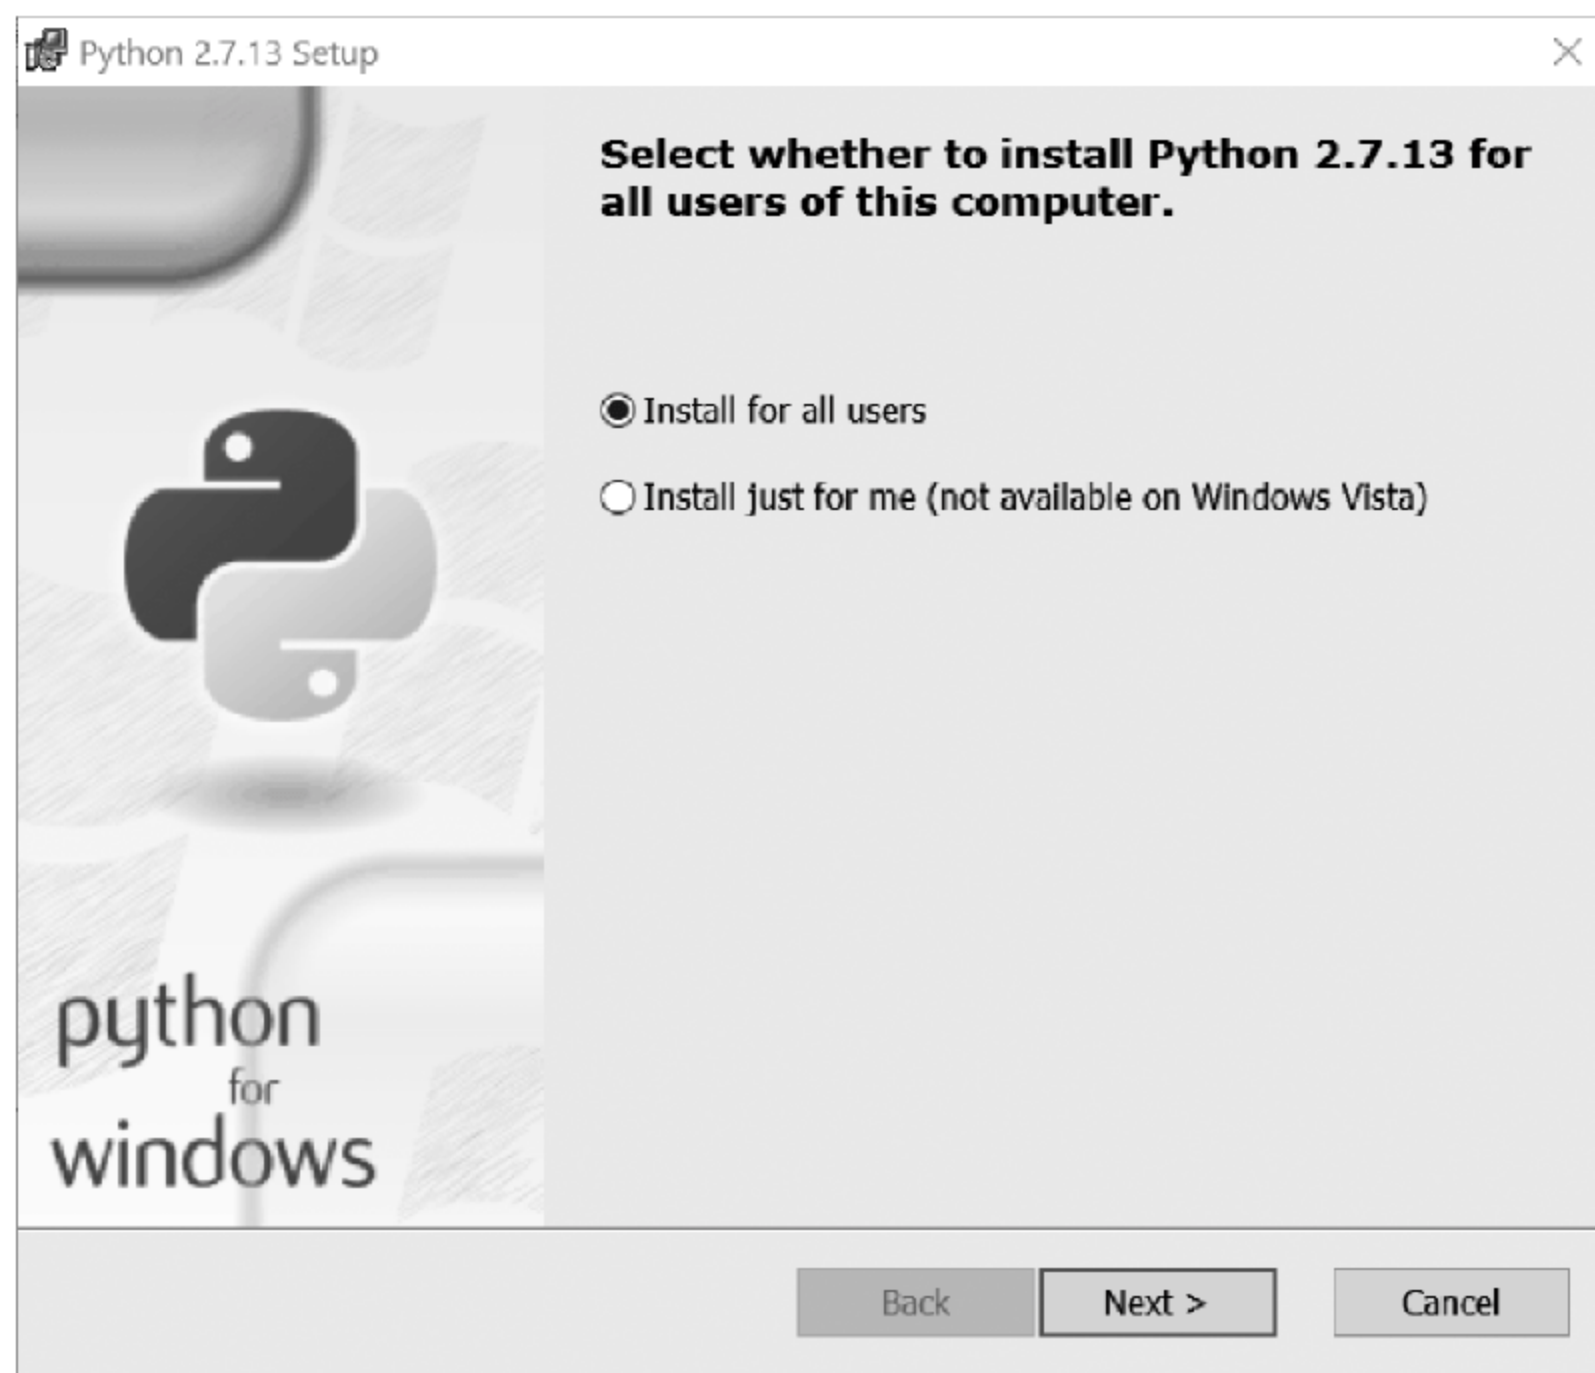 Python 2.7.13 Setup
Select whether to install Python 2.7.13 for
all users of this computer.
Install for all users
Install just for me (not available on Windows Vista)
python
for
windows
Back
Next >
Cancel